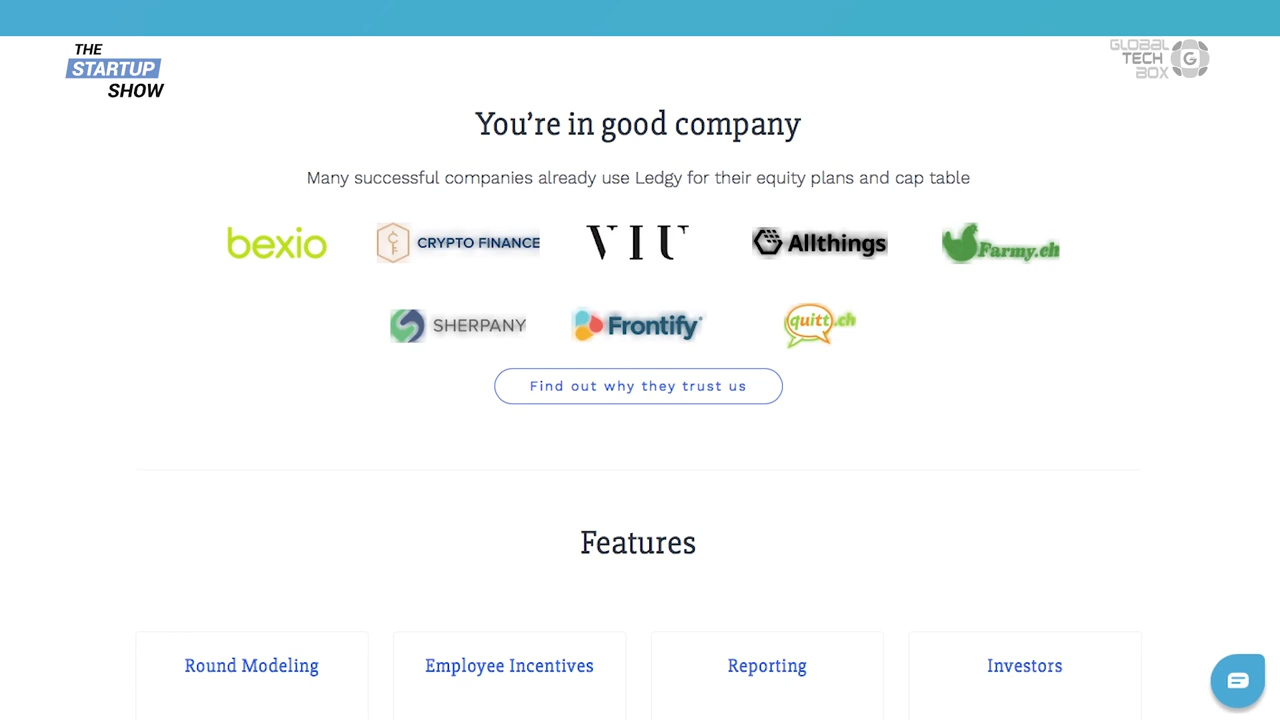 THE
STARTUP
SHOW
GLOBAL
TECH
BOX
G
You're in good company
Many successful companies already use Ledgy for their equity plans and cap table
bexio
CRYPTO FINANCE
VIU
Allthings
Farmy.ch
SHERPANY
Frontify
quitt.ch
Find out why they trust us
Features
Round Modeling
Employee Incentives
Reporting
Investors